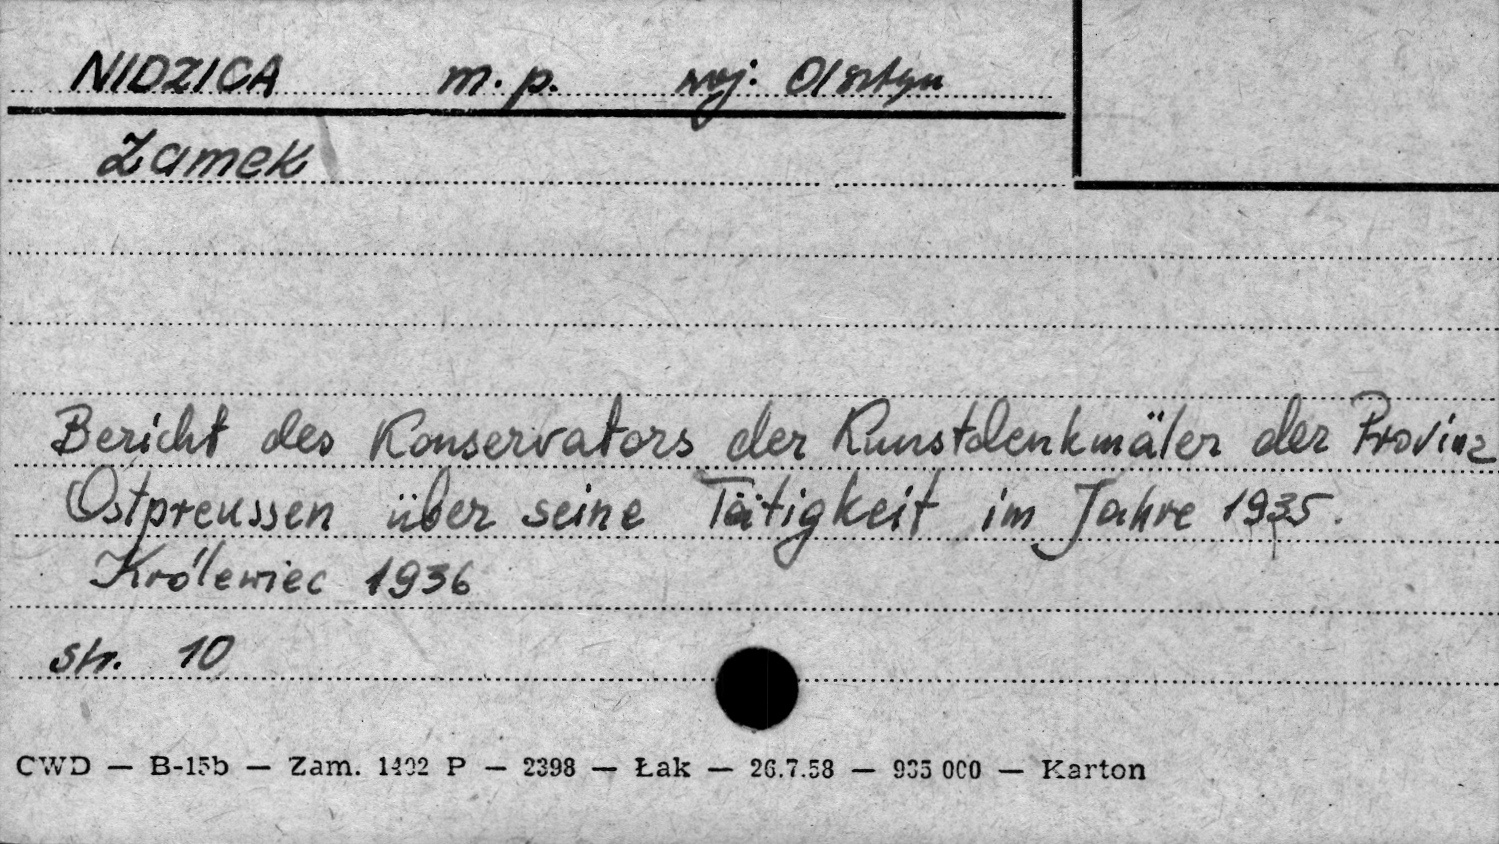 NIDZICA m. p. woj: Olsztyn
Zamek
Bericht des Konservators der Kunstdenkmäler der Provinz
Ostpreussen über seine Tätigkeit im Jahre 1935.
Królewiec 1936
str. 10
CWD — B-15b — Zam. 1402 P — 2398 — Łak — 26.7.58 — 935 000 — Karton